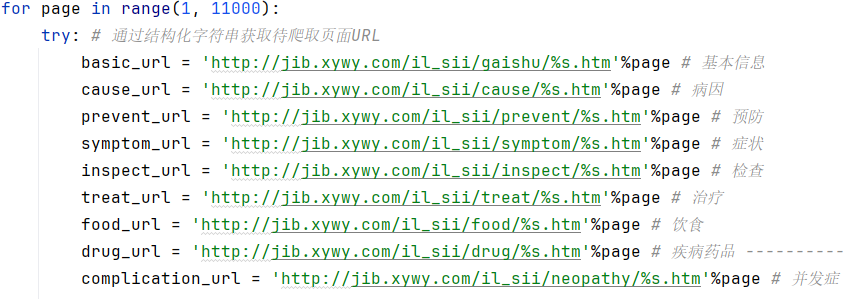 for page in range(1, 11000):
    try: # 通过结构化字符串获取待爬取页面URL
        basic_url = 'http://jib.xywy.com/il_sii/gaishu/%s.htm'%page # 基本信息
        cause_url = 'http://jib.xywy.com/il_sii/cause/%s.htm'%page # 病因
        prevent_url = 'http://jib.xywy.com/il_sii/prevent/%s.htm'%page # 预防
        symptom_url = 'http://jib.xywy.com/il_sii/symptom/%s.htm'%page # 症状
        inspect_url = 'http://jib.xywy.com/il_sii/inspect/%s.htm'%page # 检查
        treat_url = 'http://jib.xywy.com/il_sii/treat/%s.htm'%page # 治疗
        food_url = 'http://jib.xywy.com/il_sii/food/%s.htm'%page # 饮食
        drug_url = 'http://jib.xywy.com/il_sii/drug/%s.htm'%page # 疾病药品 ----------
        complication_url = 'http://jib.xywy.com/il_sii/neopathy/%s.htm'%page # 并发症